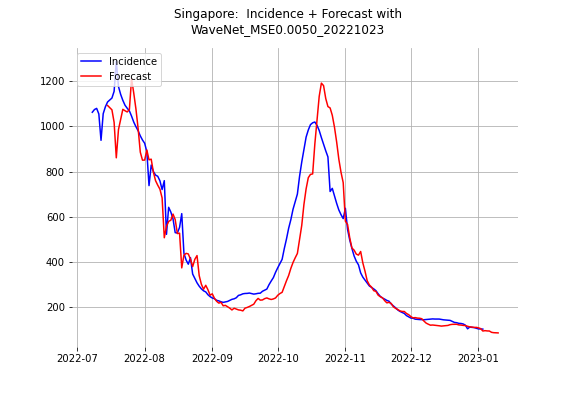 Singapore:  Incidence + Forecast with
WaveNet_MSE0.0050_20221023
Incidence
Forecast
1200
1000
800
600
400
200
2022-07 2022-08 2022-09 2022-10 2022-11 2022-12 2023-01